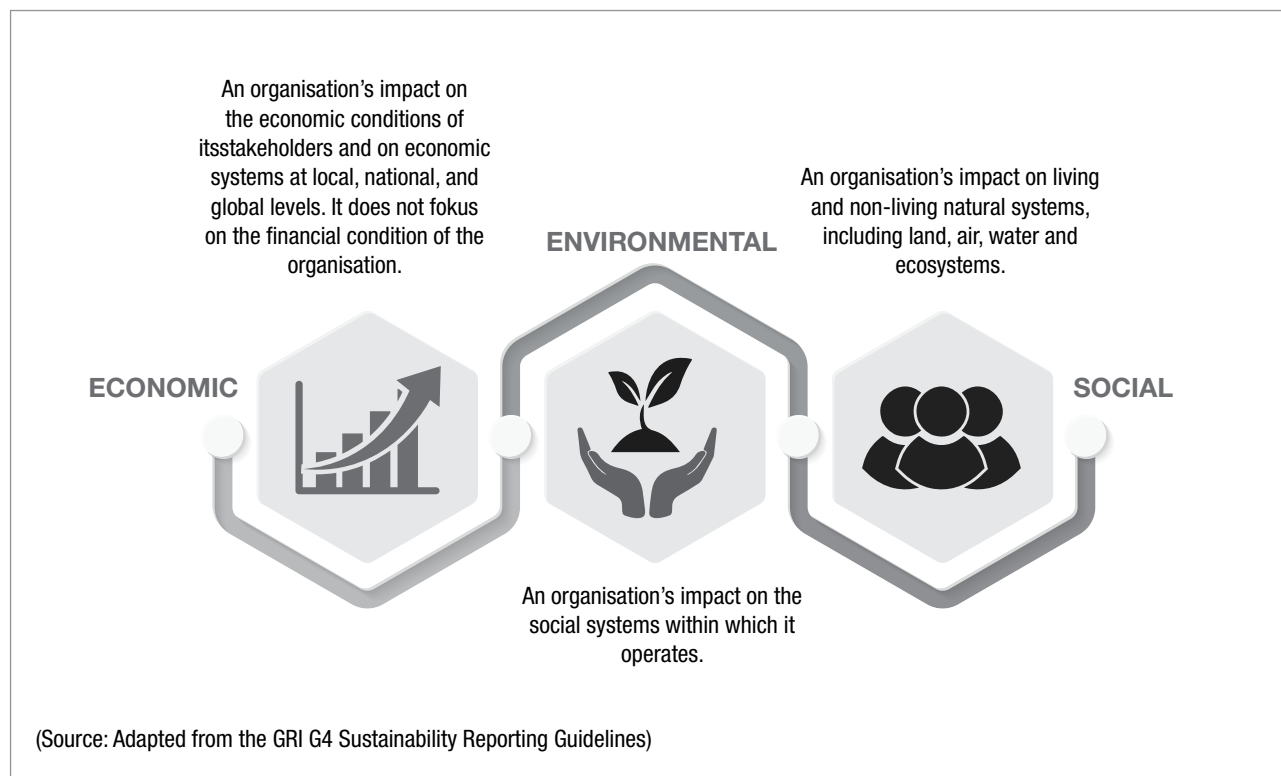 An organisation’s impact on
the economic conditions of
itsstakeholders and on economic
systems at local, national, and
global levels. It does not fokus
on the financial condition of the
organisation.
An organisation’s impact on living
and non-living natural systems,
including land, air, water and
ecosystems.
ENVIRONMENTAL
ECONOMIC
SOCIAL
An organisation’s impact on the
social systems within which it
operates.
(Source: Adapted from the GRI G4 Sustainability Reporting Guidelines)